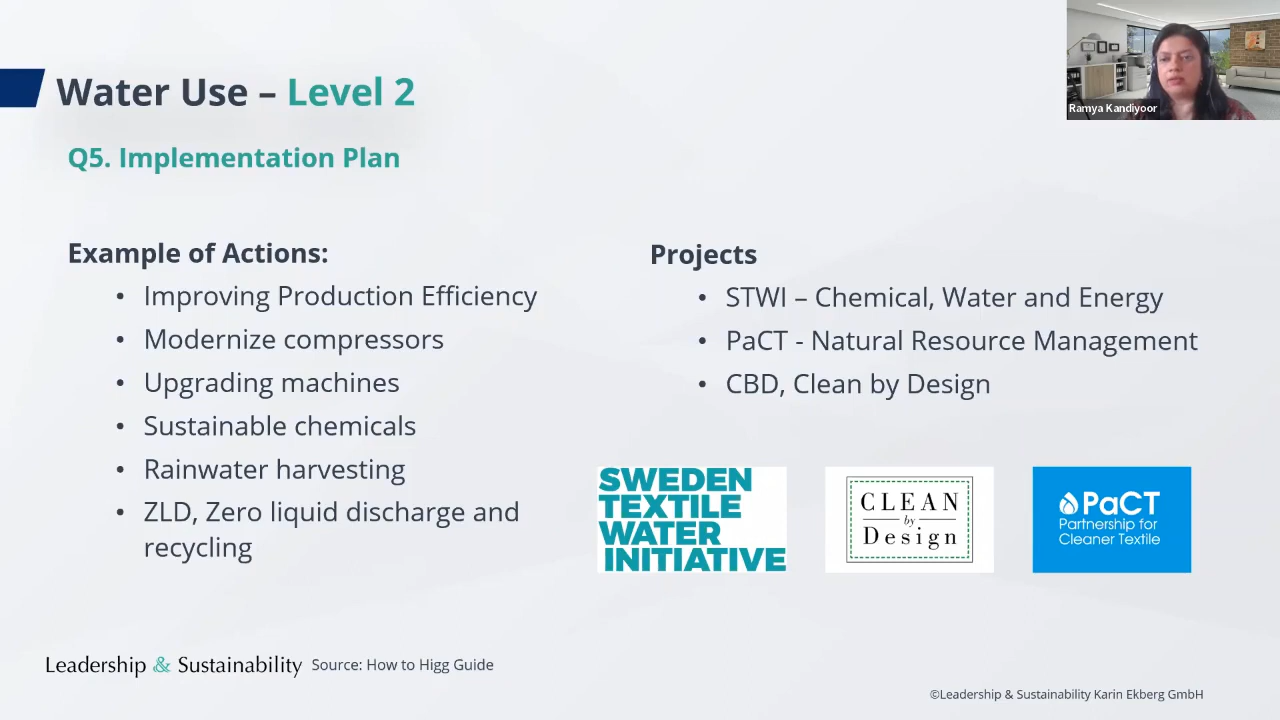 Water Use – Level 2
Ramya Kandiyoor
Q5. Implementation Plan
Example of Actions:
• Improving Production Efficiency
• Modernize compressors
• Upgrading machines
• Sustainable chemicals
• Rainwater harvesting
• ZLD, Zero liquid discharge and
recycling
Projects
• STWI – Chemical, Water and Energy
• PaCT - Natural Resource Management
• CBD, Clean by Design
SWEDEN
TEXTILE
WATER
INITIATIVE
CLEAN
by
Design
PaCT
Partnership for
Cleaner Textile
Leadership & Sustainability Source: How to Higg Guide
©Leadership & Sustainability Karin Ekberg GmbH